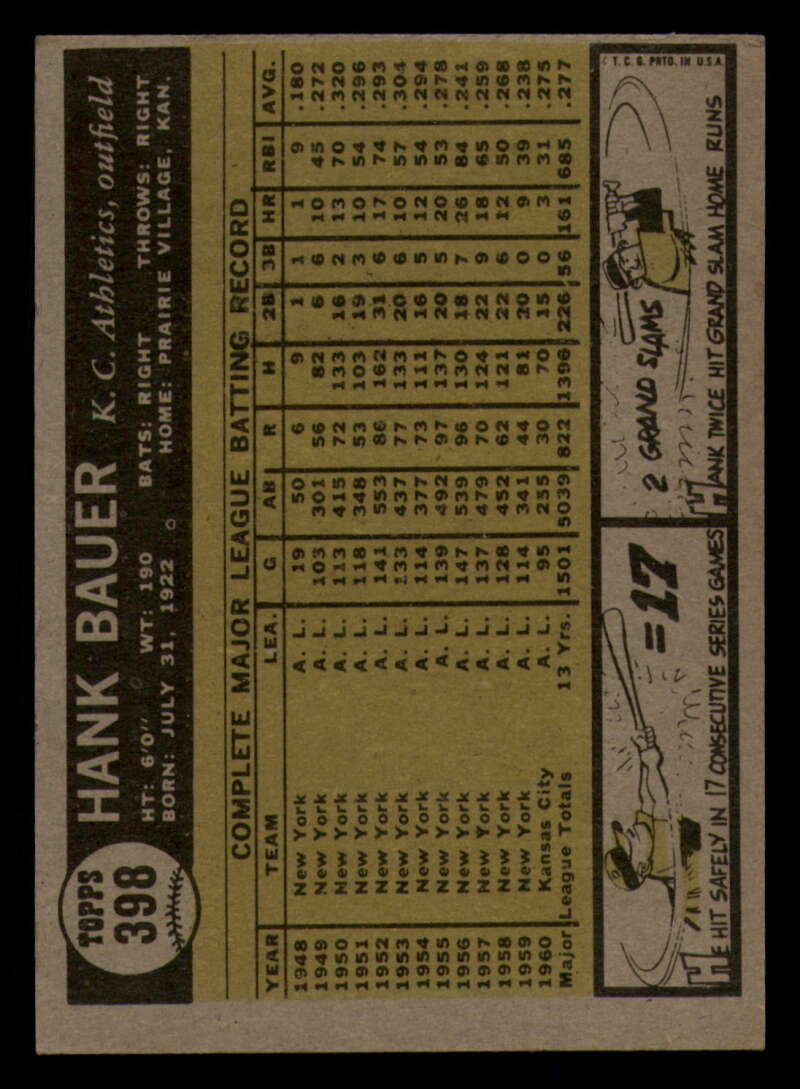 TOPPS
398
HANK BAUER K. C. Athletics, outfield
HT: 6'0" WT: 190 BATS: RIGHT THROWS: RIGHT
BORN: JULY 31, 1922 HOME: PRAIRIE VILLAGE, KAN.
COMPLETE MAJOR LEAGUE BATTING RECORD
YEAR TEAM LEA. G AB R H 2B 3B HR RBI AVG.
1948 New York A. L. 19 50 6 9 1 1 1 9 .180
1949 New York A. L. 103 301 56 82 6 6 10 45 .272
1950 New York A. L. 113 415 72 133 16 2 13 70 .320
1951 New York A. L. 118 348 53 103 19 3 10 54 .296
1952 New York A. L. 141 553 86 162 31 6 17 74 .293
1953 New York A. L. 133 437 77 133 20 6 10 57 .304
1954 New York A. L. 114 377 73 111 16 5 12 54 .294
1955 New York A. L. 139 492 97 137 20 5 20 53 .278
1956 New York A. L. 147 539 96 130 18 7 26 84 .241
1957 New York A. L. 137 479 70 124 22 9 18 65 .259
1958 New York A. L. 128 452 62 121 22 6 12 50 .268
1959 New York A. L. 114 341 44 81 20 0 9 39 .238
1960 Kansas City A. L. 95 255 30 70 15 0 3 31 .275
Major League Totals 13 Yrs. 1501 5039 822 1396 226 56 161 685 .277
=17
HE HIT SAFELY IN 17 CONSECUTIVE SERIES GAMES
© T. C. G. PRTD. IN U.S.A.
2 GRAND SLAMS
HANK TWICE HIT GRAND SLAM HOME RUNS